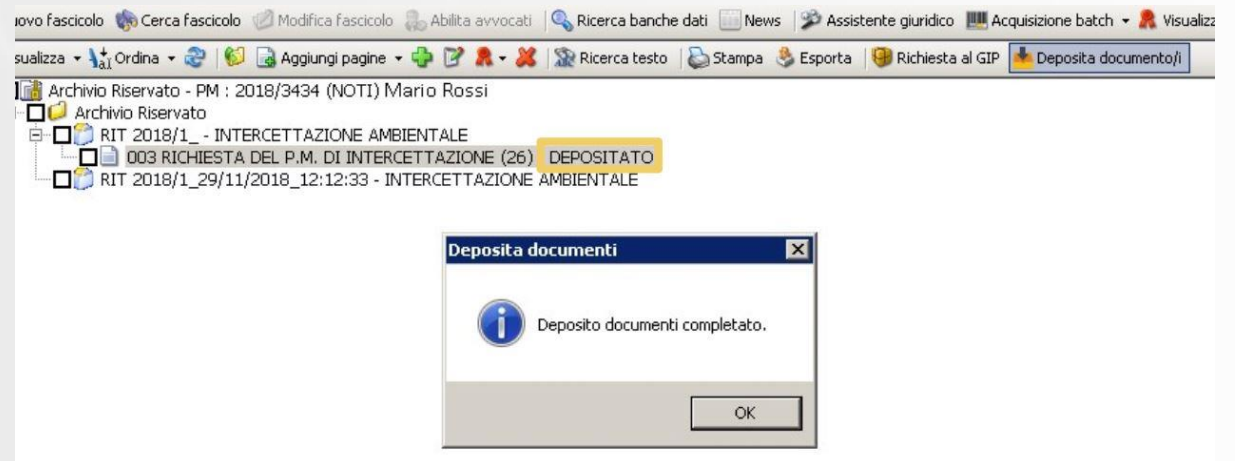 uovo fascicolo Cerca fascicolo Modifica fascicolo Abilita avvocati Ricerca banche dati News Assistente giuridico Acquisizione batch Visualizz
sualizza Ordina Aggiungi pagine Ricerca testo Stampa Esporta Richiesta al GIP Deposita documento/i
Archivio Riservato - PM : 2018/3434 (NOTI) Mario Rossi
Archivio Riservato
RIT 2018/1_ - INTERCETTAZIONE AMBIENTALE
003 RICHIESTA DEL P.M. DI INTERCETTAZIONE (26) DEPOSITATO
RIT 2018/1_29/11/2018_12:12:33 - INTERCETTAZIONE AMBIENTALE
Deposita documenti
Deposito documenti completato.
OK